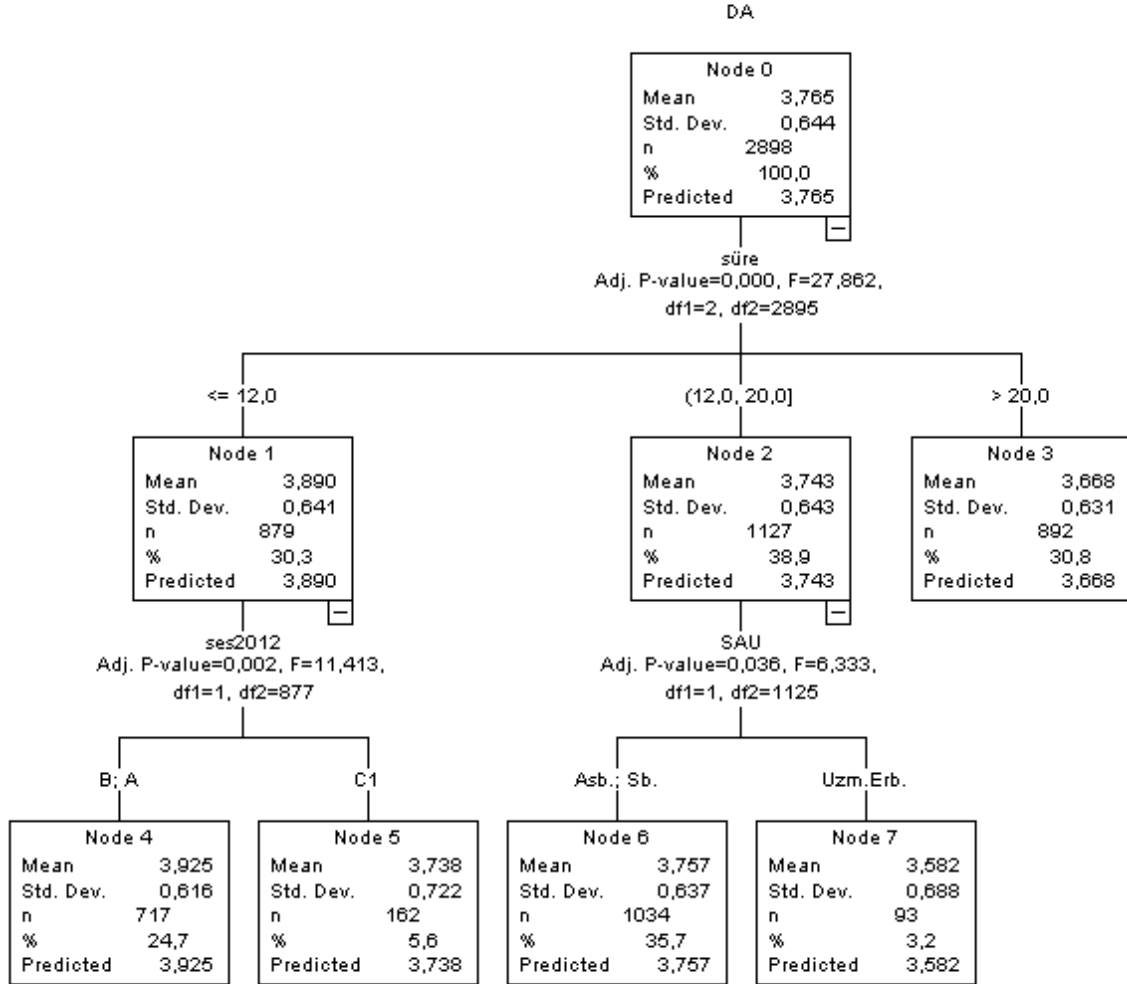 DA
Node 0
Mean 3,765
Std. Dev. 0,644
n 2898
% 100,0
Predicted 3,765
süre
Adj. P-value=0,000, F=27,862,
df1=2, df2=2895
<= 12,0
(12,0, 20,0]
> 20,0
Node 1
Mean 3,890
Std. Dev. 0,641
n 879
% 30,3
Predicted 3,890
Node 2
Mean 3,743
Std. Dev. 0,643
n 1127
% 38,9
Predicted 3,743
Node 3
Mean 3,668
Std. Dev. 0,631
n 892
% 30,8
Predicted 3,668
ses2012
Adj. P-value=0,002, F=11,413,
df1=1, df2=877
SAU
Adj. P-value=0,036, F=6,333,
df1=1, df2=1125
B; A
C1
Asb.; Sb.
Uzm.Erb.
Node 4
Mean 3,925
Std. Dev. 0,616
n 717
% 24,7
Predicted 3,925
Node 5
Mean 3,738
Std. Dev. 0,722
n 162
% 5,6
Predicted 3,738
Node 6
Mean 3,757
Std. Dev. 0,637
n 1034
% 35,7
Predicted 3,757
Node 7
Mean 3,582
Std. Dev. 0,688
n 93
% 3,2
Predicted 3,582